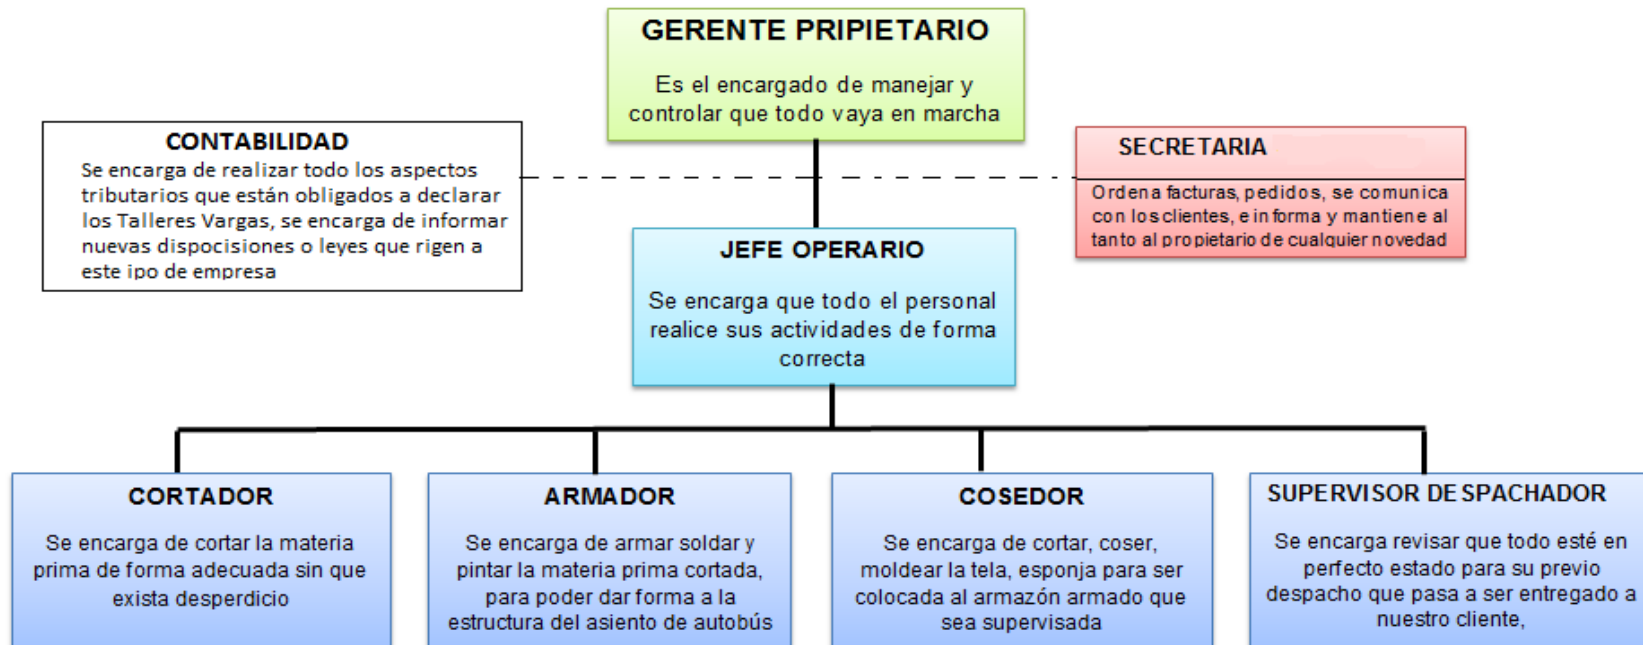 GERENTE PRIPIETARIO
Es el encargado de manejar y
controlar que todo vaya en marcha
CONTABILIDAD
Se encarga de realizar todo los aspectos
tributarios que están obligados a declarar
los Talleres Vargas, se encarga de informar
nuevas dispocisiones o leyes que rigen a
este ipo de empresa
SECRETARIA
Ordena facturas, pedidos, se comunica
con los clientes, e informa y mantiene al
tanto al propietario de cualquier novedad
JEFE OPERARIO
Se encarga que todo el personal
realice sus actividades de forma
correcta
CORTADOR
Se encarga de cortar la materia
prima de forma adecuada sin que
exista desperdicio
ARMADOR
Se encarga de armar soldar y
pintar la materia prima cortada,
para poder dar forma a la
estructura del asiento de autobús
COSEDOR
Se encarga de cortar, coser,
moldear la tela, esponja para ser
colocada al armazón armado que
sea supervisada
SUPERVISOR DESPACHADOR
Se encarga revisar que todo esté en
perfecto estado para su previo
despacho que pasa a ser entregado a
nuestro cliente,